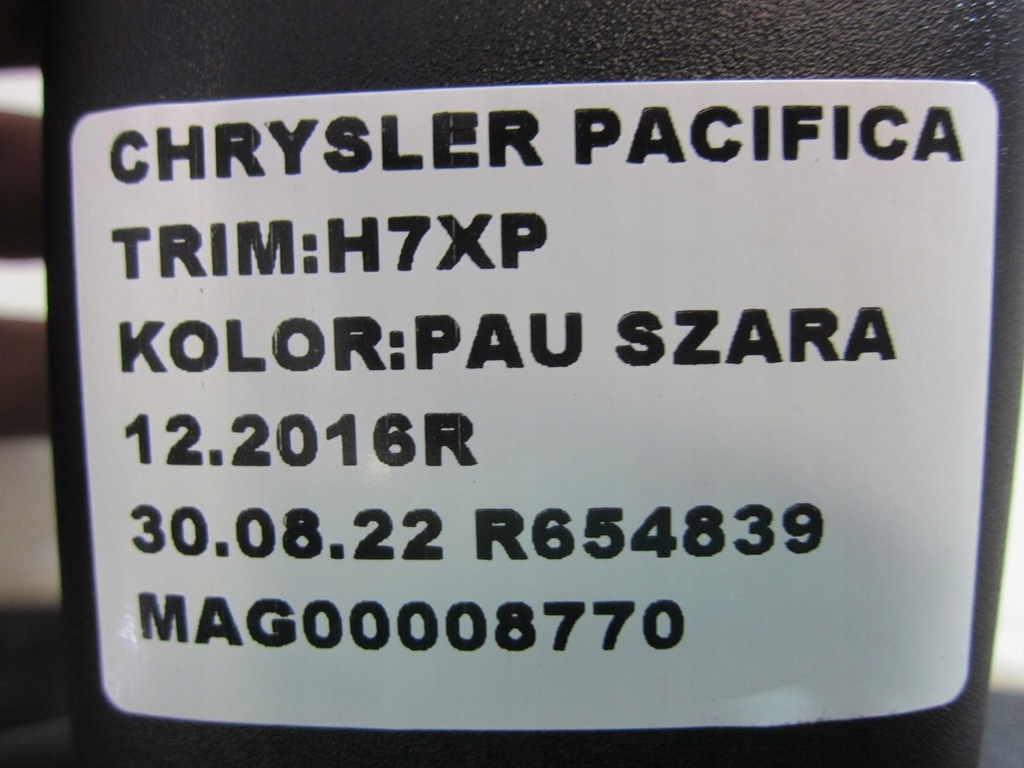 CHRYSLER PACIFICA
TRIM:H7XP
KOLOR:PAU SZARA
12.2016R
30.08.22 R654839
MAG00008770